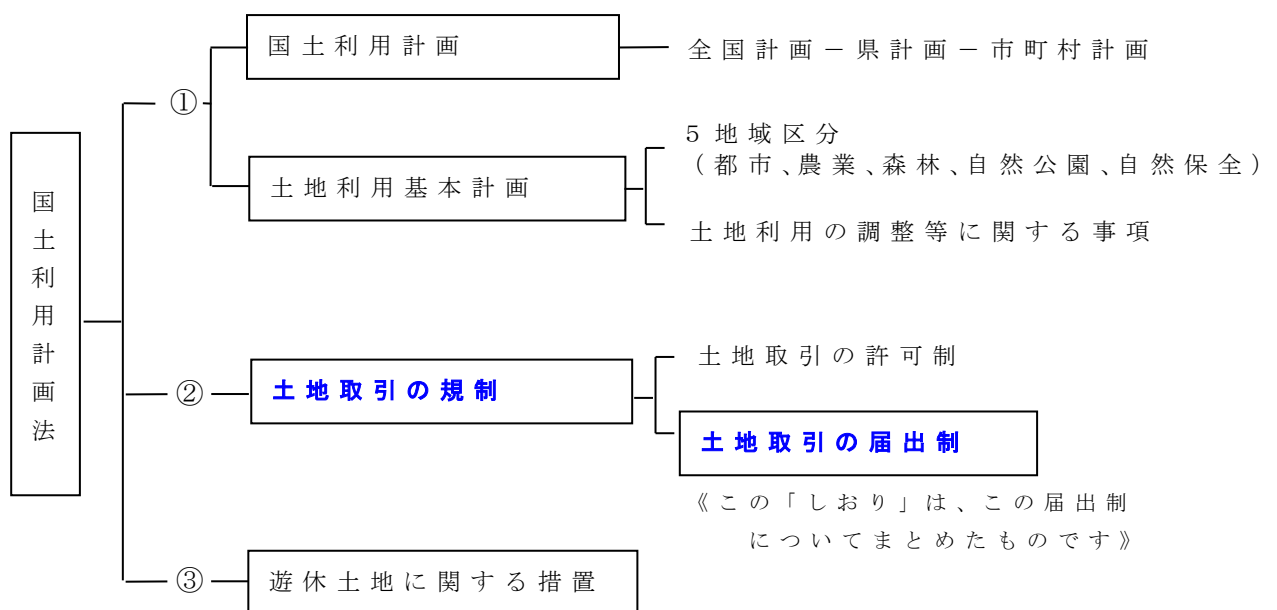 国土利用計画法
①
国土利用計画
全国計画－県計画－市町村計画
土地利用基本計画
5地域区分
（都市、農業、森林、自然公園、自然保全）
土地利用の調整等に関する事項
②
土地取引の規制
土地取引の許可制
土地取引の届出制
《この「しおり」は、この届出制
についてまとめたものです》
③
遊休土地に関する措置